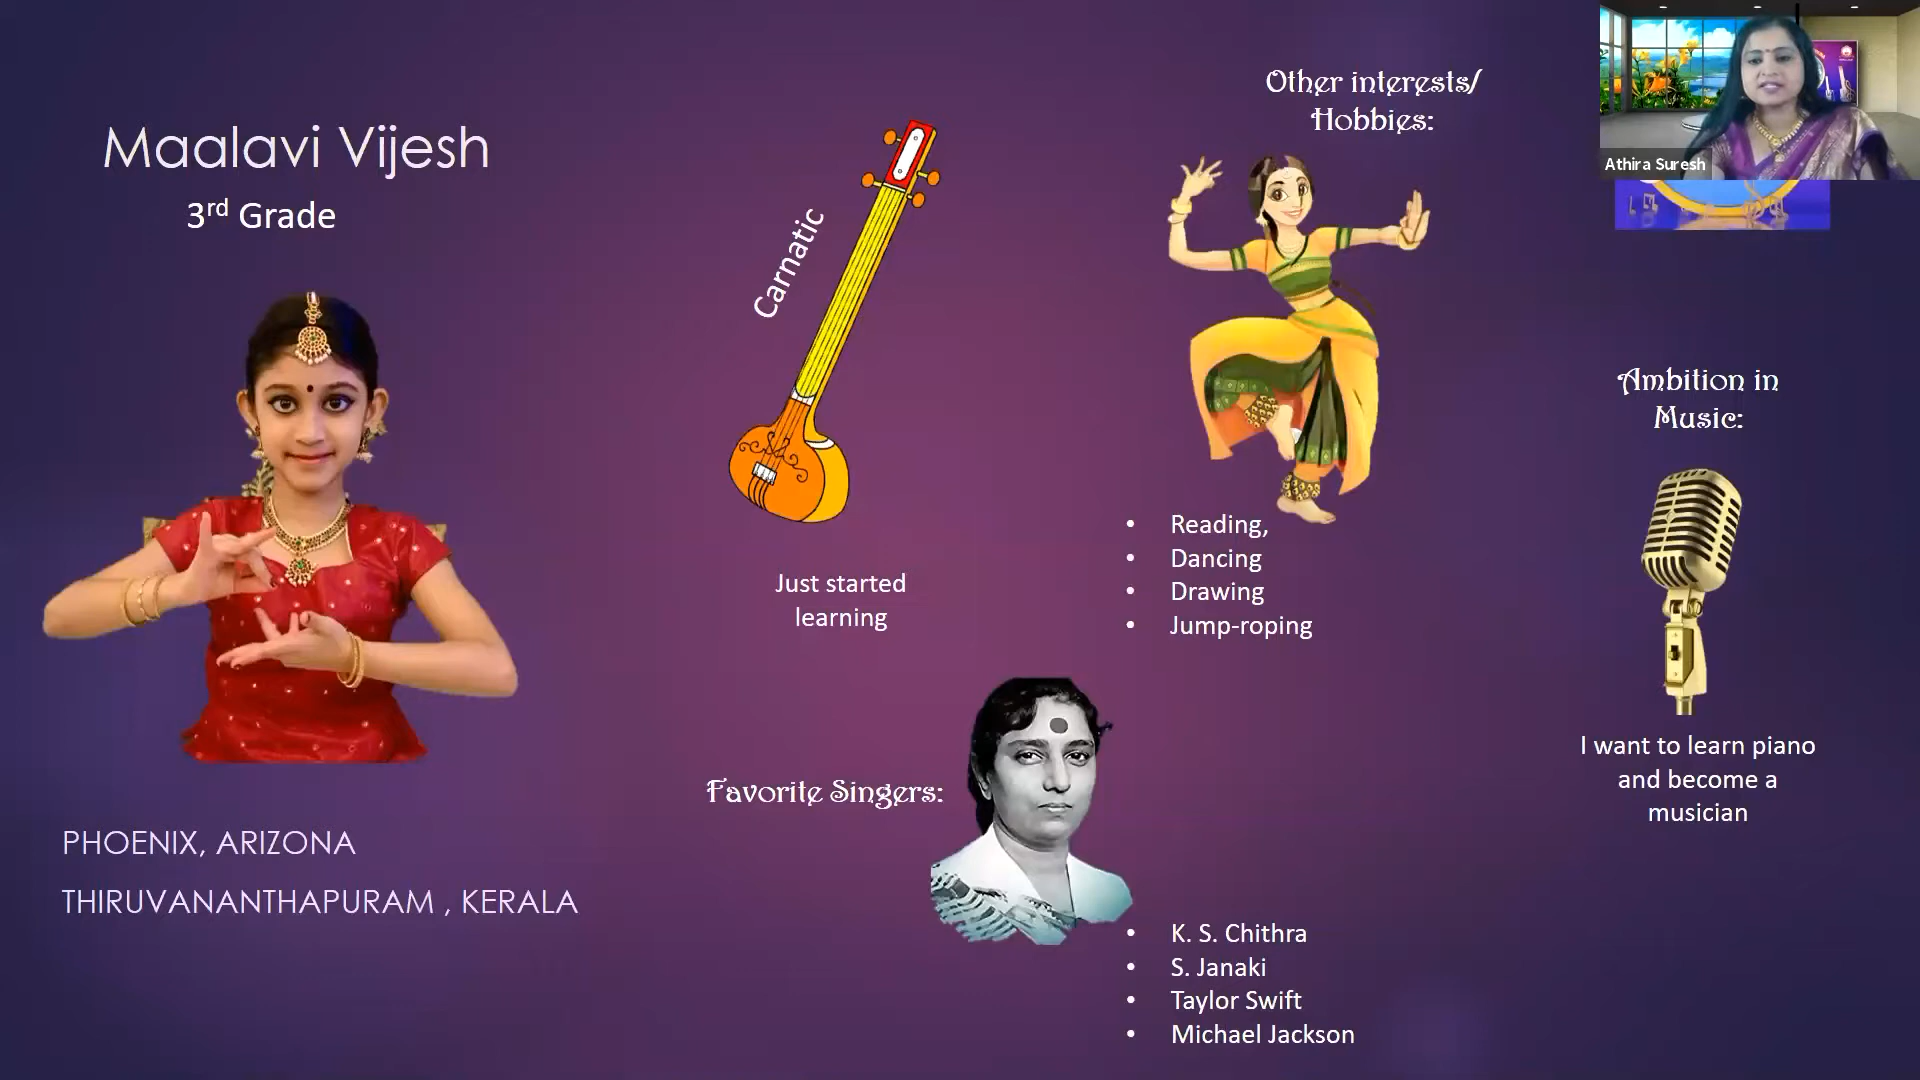 Maalavi Vijesh
3rd Grade
PHOENIX, ARIZONA
THIRUVANANTHAPURAM , KERALA
Carnatic
Just started
learning
Other interests/
Hobbies:
• Reading,
• Dancing
• Drawing
• Jump-roping
Favorite Singers:
• K. S. Chithra
• S. Janaki
• Taylor Swift
• Michael Jackson
Athira Suresh
Ambition in
Music:
I want to learn piano
and become a
musician